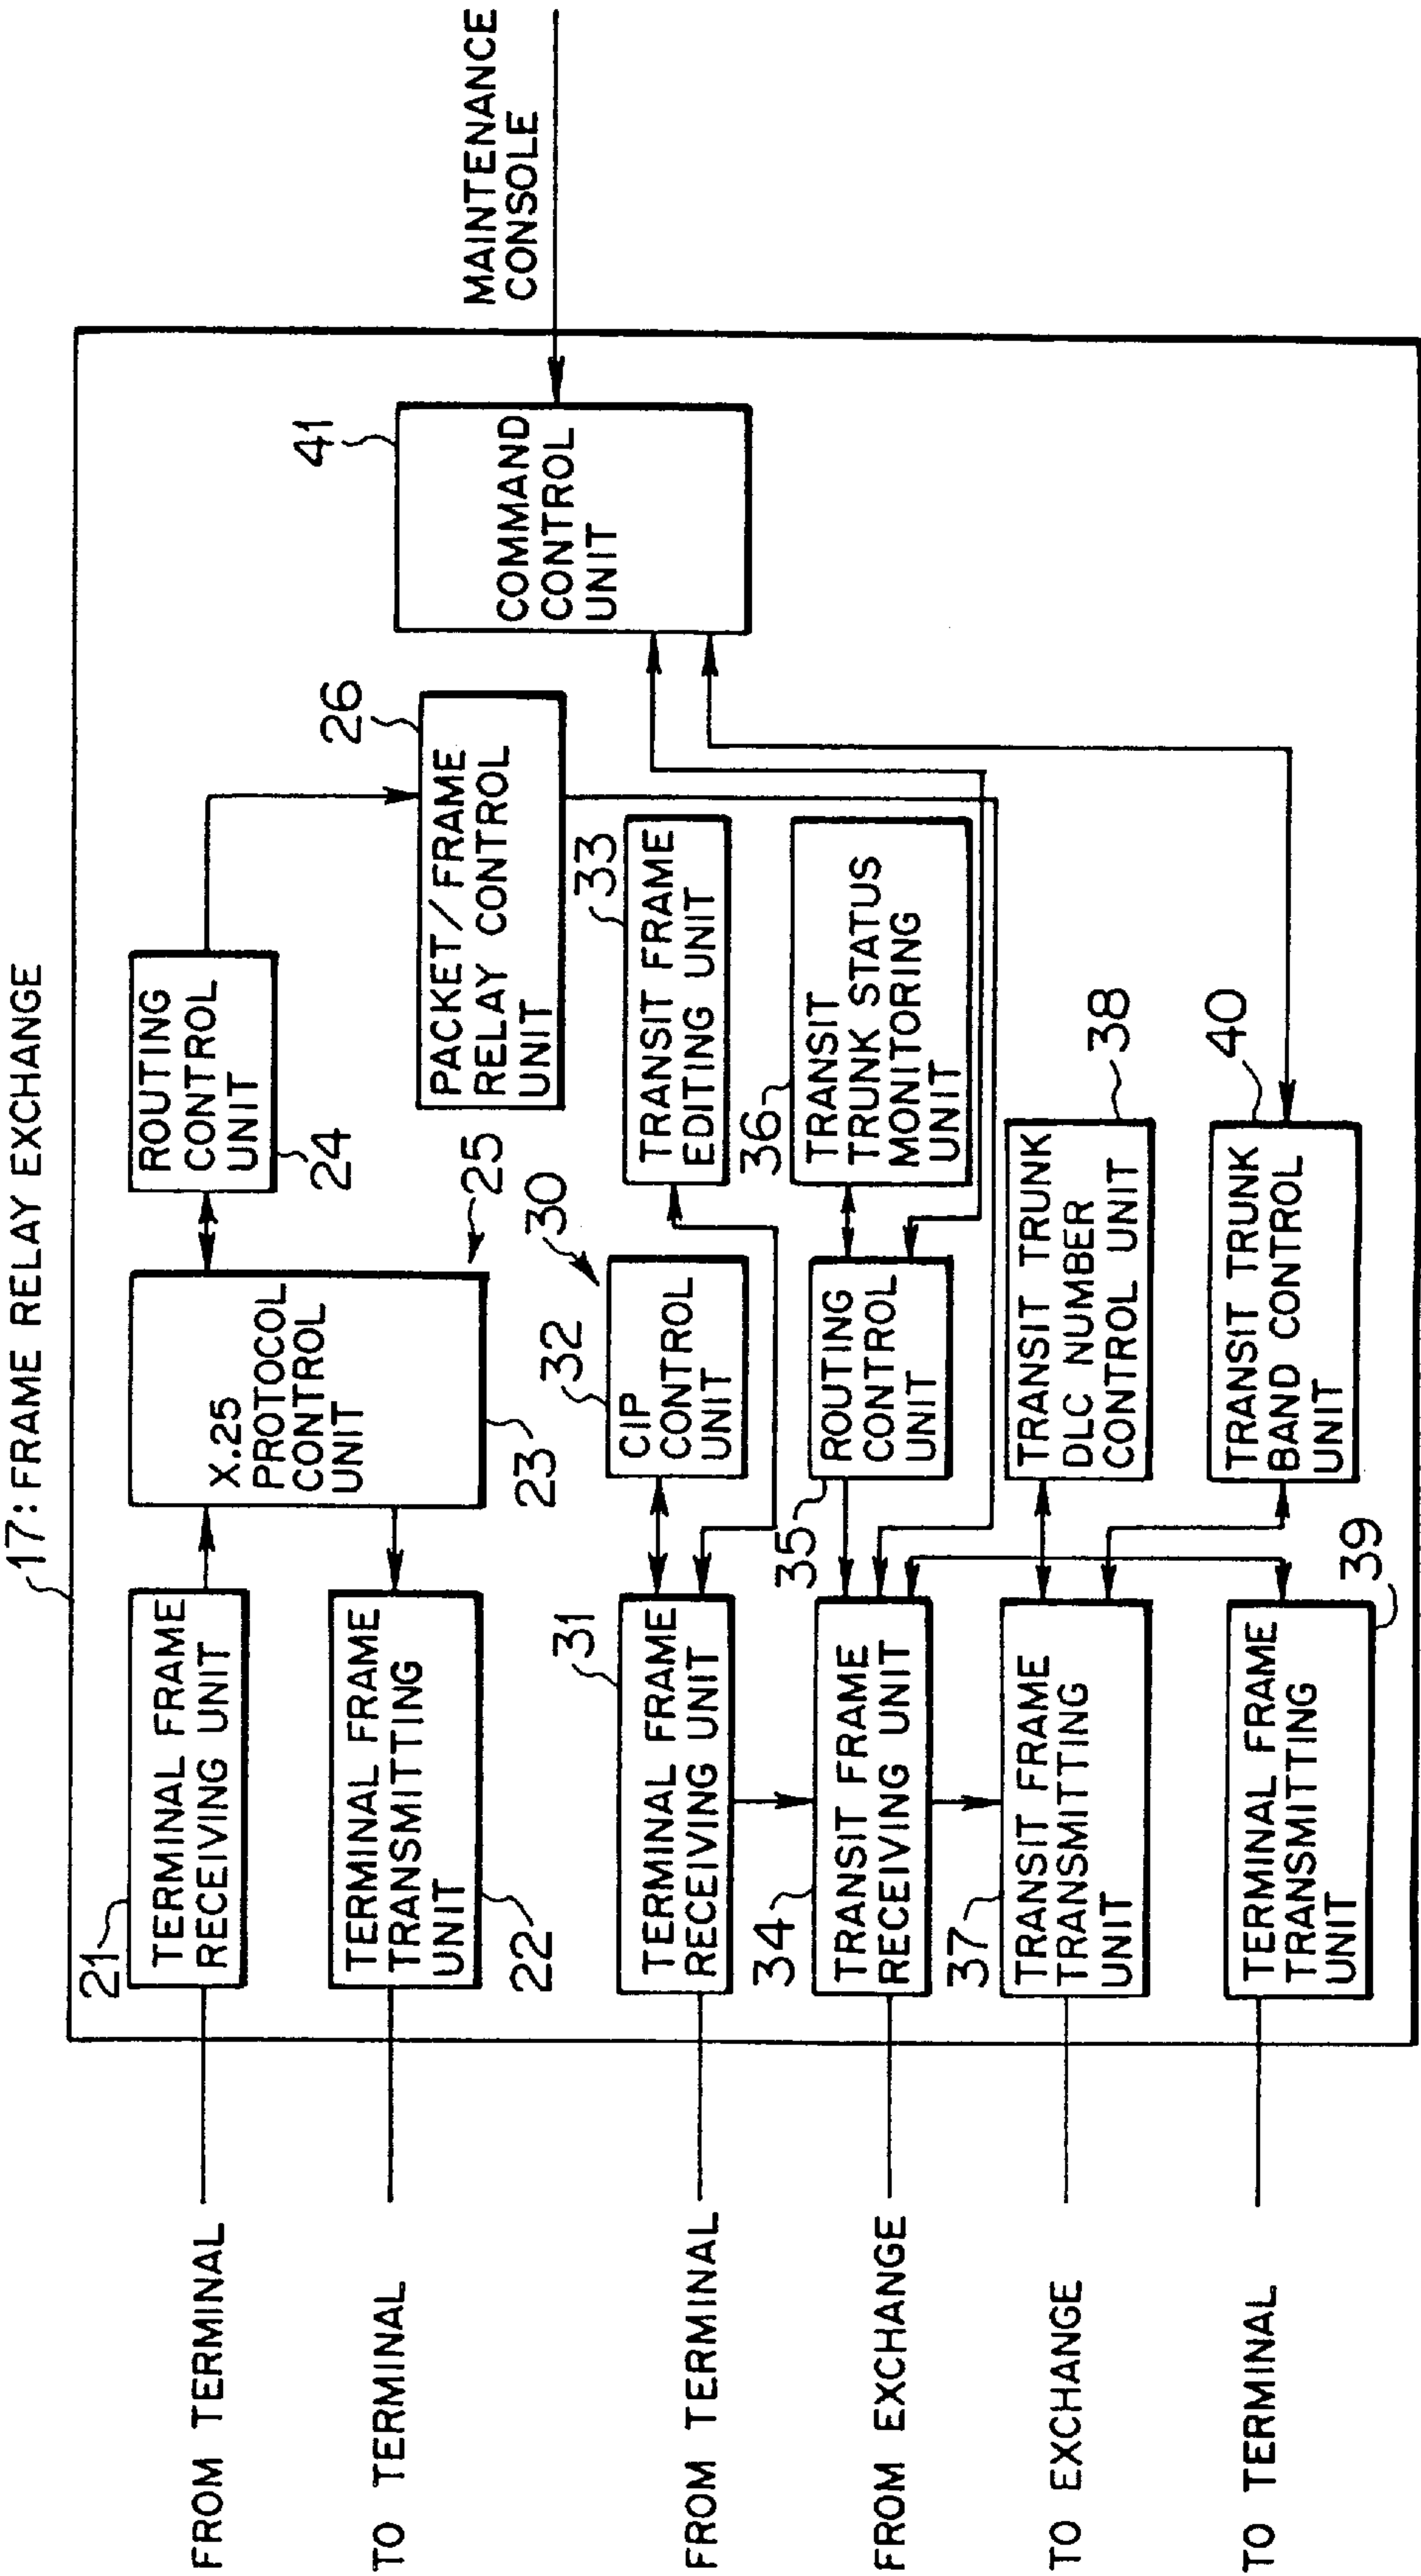 17: FRAME RELAY EXCHANGE
FROM TERMINAL
21
TERMINAL FRAME
RECEIVING UNIT
X.25
PROTOCOL
CONTROL
UNIT
23
ROUTING
CONTROL
UNIT
24
TO TERMINAL
TERMINAL FRAME
TRANSMITTING
UNIT
22
25
26
PACKET/FRAME
RELAY CONTROL
UNIT
41
COMMAND
CONTROL
UNIT
MAINTENANCE
CONSOLE
30
FROM TERMINAL
31
TERMINAL FRAME
RECEIVING UNIT
32
CIP
CONTROL
UNIT
33
TRANSIT FRAME
EDITING UNIT
FROM EXCHANGE
34
TRANSIT FRAME
RECEIVING UNIT
35
ROUTING
CONTROL
UNIT
36
TRANSIT
TRUNK STATUS
MONITORING
UNIT
TO EXCHANGE
37
TRANSIT FRAME
TRANSMITTING
UNIT
TRANSIT TRUNK
DLC NUMBER
CONTROL UNIT
38
TO TERMINAL
TERMINAL FRAME
TRANSMITTING
UNIT
39
TRANSIT TRUNK
BAND CONTROL
UNIT
40